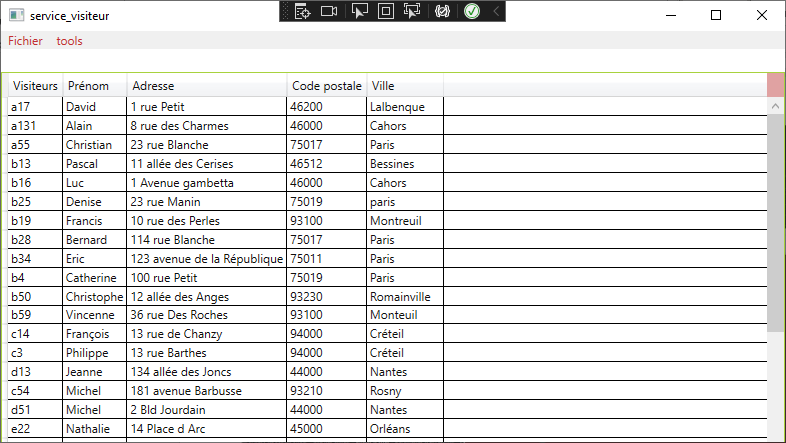 service_visiteur
Fichier tools
Visiteurs Prénom Adresse Code postale Ville
a17 David 1 rue Petit 46200 Lalbenque
a131 Alain 8 rue des Charmes 46000 Cahors
a55 Christian 23 rue Blanche 75017 Paris
b13 Pascal 11 allée des Cerises 46512 Bessines
b16 Luc 1 Avenue gambetta 46000 Cahors
b25 Denise 23 rue Manin 75019 paris
b19 Francis 10 rue des Perles 93100 Montreuil
b28 Bernard 114 rue Blanche 75017 Paris
b34 Eric 123 avenue de la République 75011 Paris
b4 Catherine 100 rue Petit 75019 Paris
b50 Christophe 12 allée des Anges 93230 Romainville
b59 Vincenne 36 rue Des Roches 93100 Monteuil
c14 François 13 rue de Chanzy 94000 Créteil
c3 Philippe 13 rue Barthes 94000 Créteil
d13 Jeanne 134 allée des Joncs 44000 Nantes
c54 Michel 181 avenue Barbusse 93210 Rosny
d51 Michel 2 Bld Jourdain 44000 Nantes
e22 Nathalie 14 Place d Arc 45000 Orléans